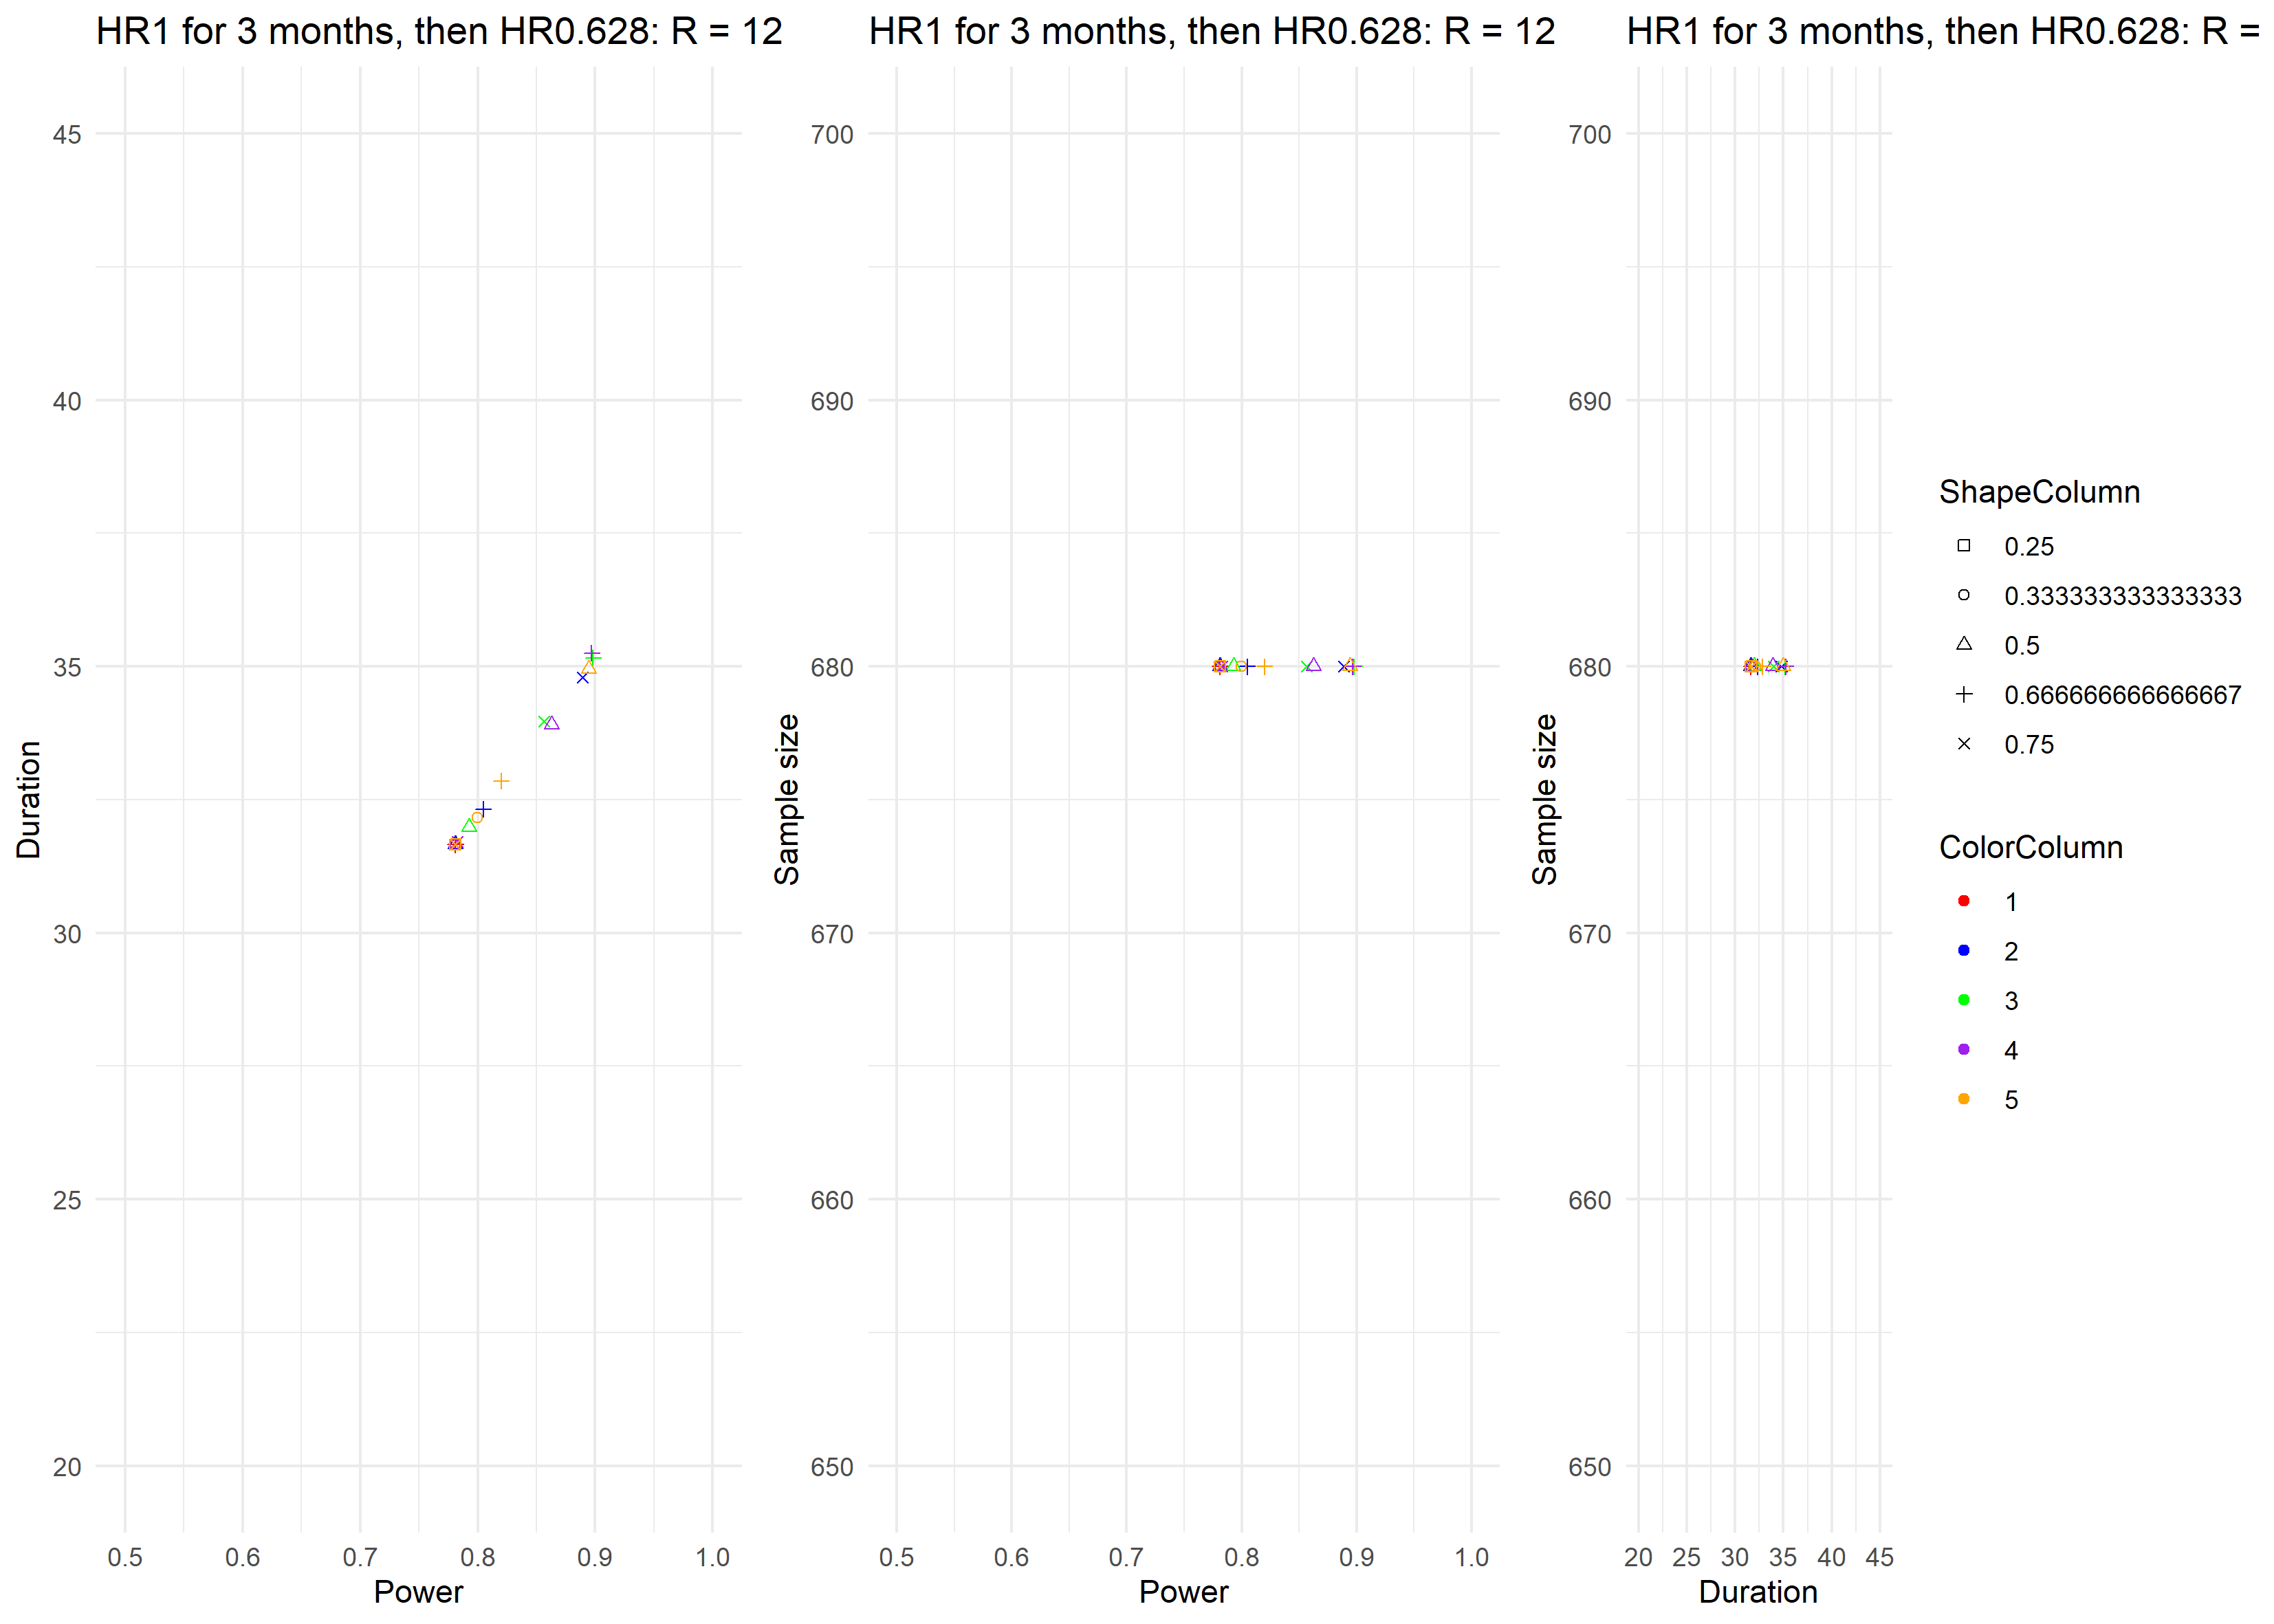 HR1 for 3 months, then HR0.628: R = 12
45
40
35
30
25
20
Duration
0.5 0.6 0.7 0.8 0.9 1.0
Power
HR1 for 3 months, then HR0.628: R = 12
700
690
680
670
660
650
Sample size
0.5 0.6 0.7 0.8 0.9 1.0
Power
HR1 for 3 months, then HR0.628: R =
700
690
680
670
660
650
Sample size
20 25 30 35 40 45
Duration
ShapeColumn
0.25
0.333333333333333
0.5
0.666666666666667
0.75
ColorColumn
1
2
3
4
5